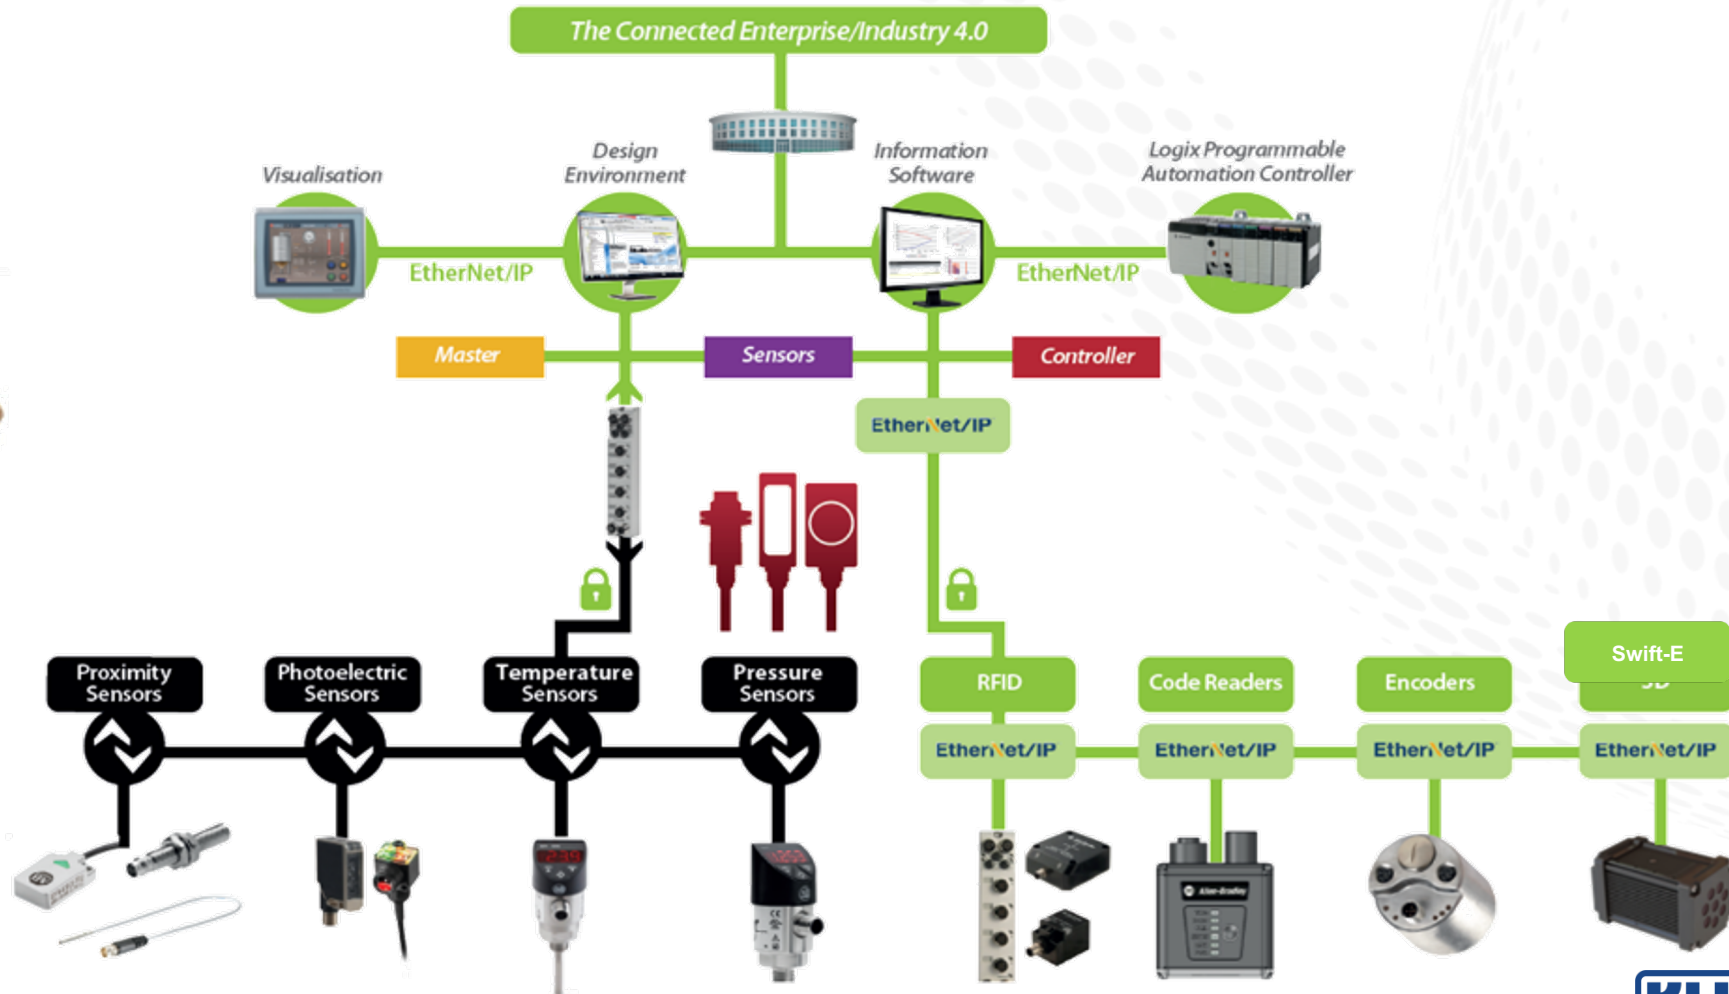 The Connected Enterprise/Industry 4.0
Visualisation
Design
Environment
Information
Software
Logix Programmable
Automation Controller
EtherNet/IP
EtherNet/IP
Master
Sensors
Controller
EtherNet/IP
Swift-E
Proximity
Sensors
Photoelectric
Sensors
Temperature
Sensors
Pressure
Sensors
RFID
Code Readers
Encoders
EtherNet/IP
EtherNet/IP
EtherNet/IP
EtherNet/IP
Allen-Bradley